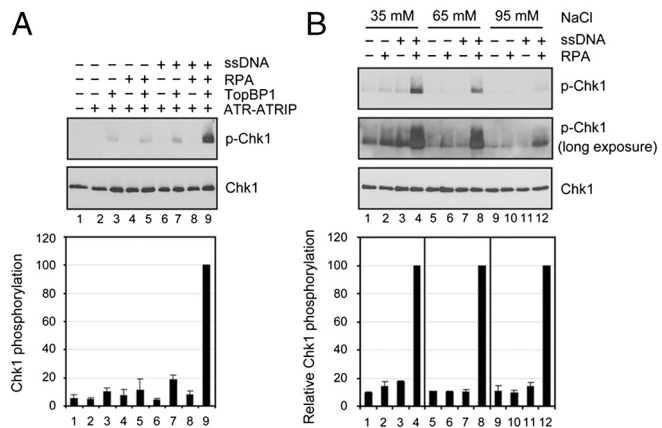 A
− − − − − + + + + ssDNA
− − − + + − − + + RPA
− − + − + − + − + TopBP1
− + + + + + + + + ATR-ATRIP
p-Chk1
Chk1
1 2 3 4 5 6 7 8 9
Chk1 phosphorylation
120
100
80
60
40
20
0
1 2 3 4 5 6 7 8 9
B
35 mM 65 mM 95 mM NaCl
− − + + − − + + − − + + ssDNA
− + − + − + − + − + − + RPA
p-Chk1
p-Chk1
(long exposure)
Chk1
1 2 3 4 5 6 7 8 9 10 11 12
Relative Chk1 phosphorylation
120
100
80
60
40
20
0
1 2 3 4 5 6 7 8 9 10 11 12